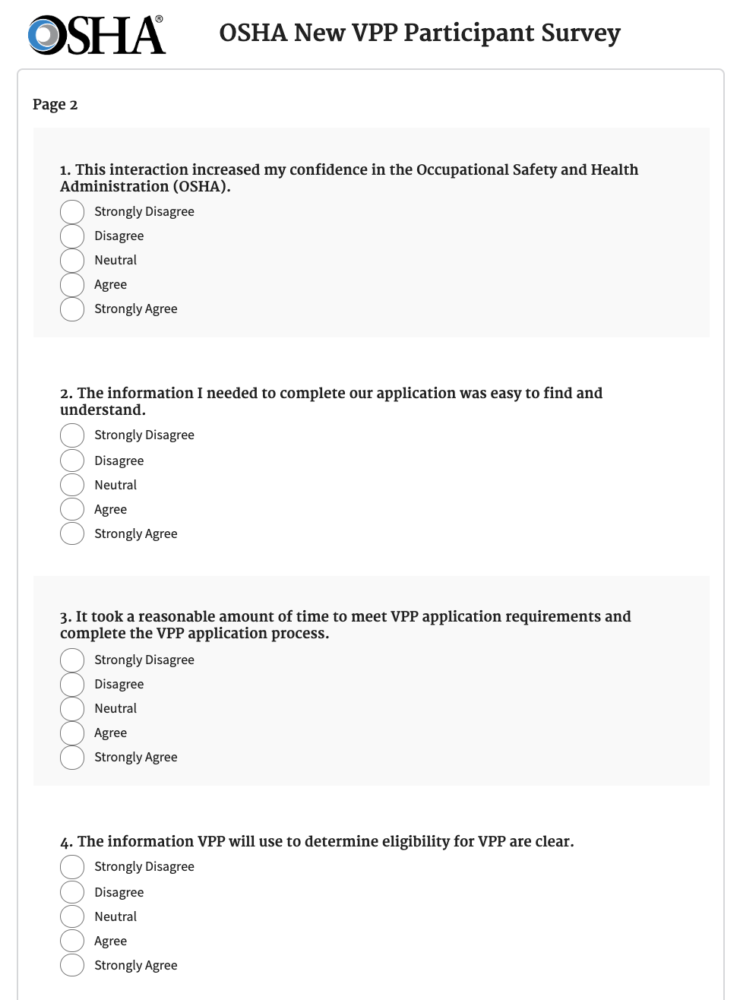 OSHA®
OSHA New VPP Participant Survey
Page 2
1. This interaction increased my confidence in the Occupational Safety and Health
Administration (OSHA).
Strongly Disagree
Disagree
Neutral
Agree
Strongly Agree
2. The information I needed to complete our application was easy to find and
understand.
Strongly Disagree
Disagree
Neutral
Agree
Strongly Agree
3. It took a reasonable amount of time to meet VPP application requirements and
complete the VPP application process.
Strongly Disagree
Disagree
Neutral
Agree
Strongly Agree
4. The information VPP will use to determine eligibility for VPP are clear.
Strongly Disagree
Disagree
Neutral
Agree
Strongly Agree